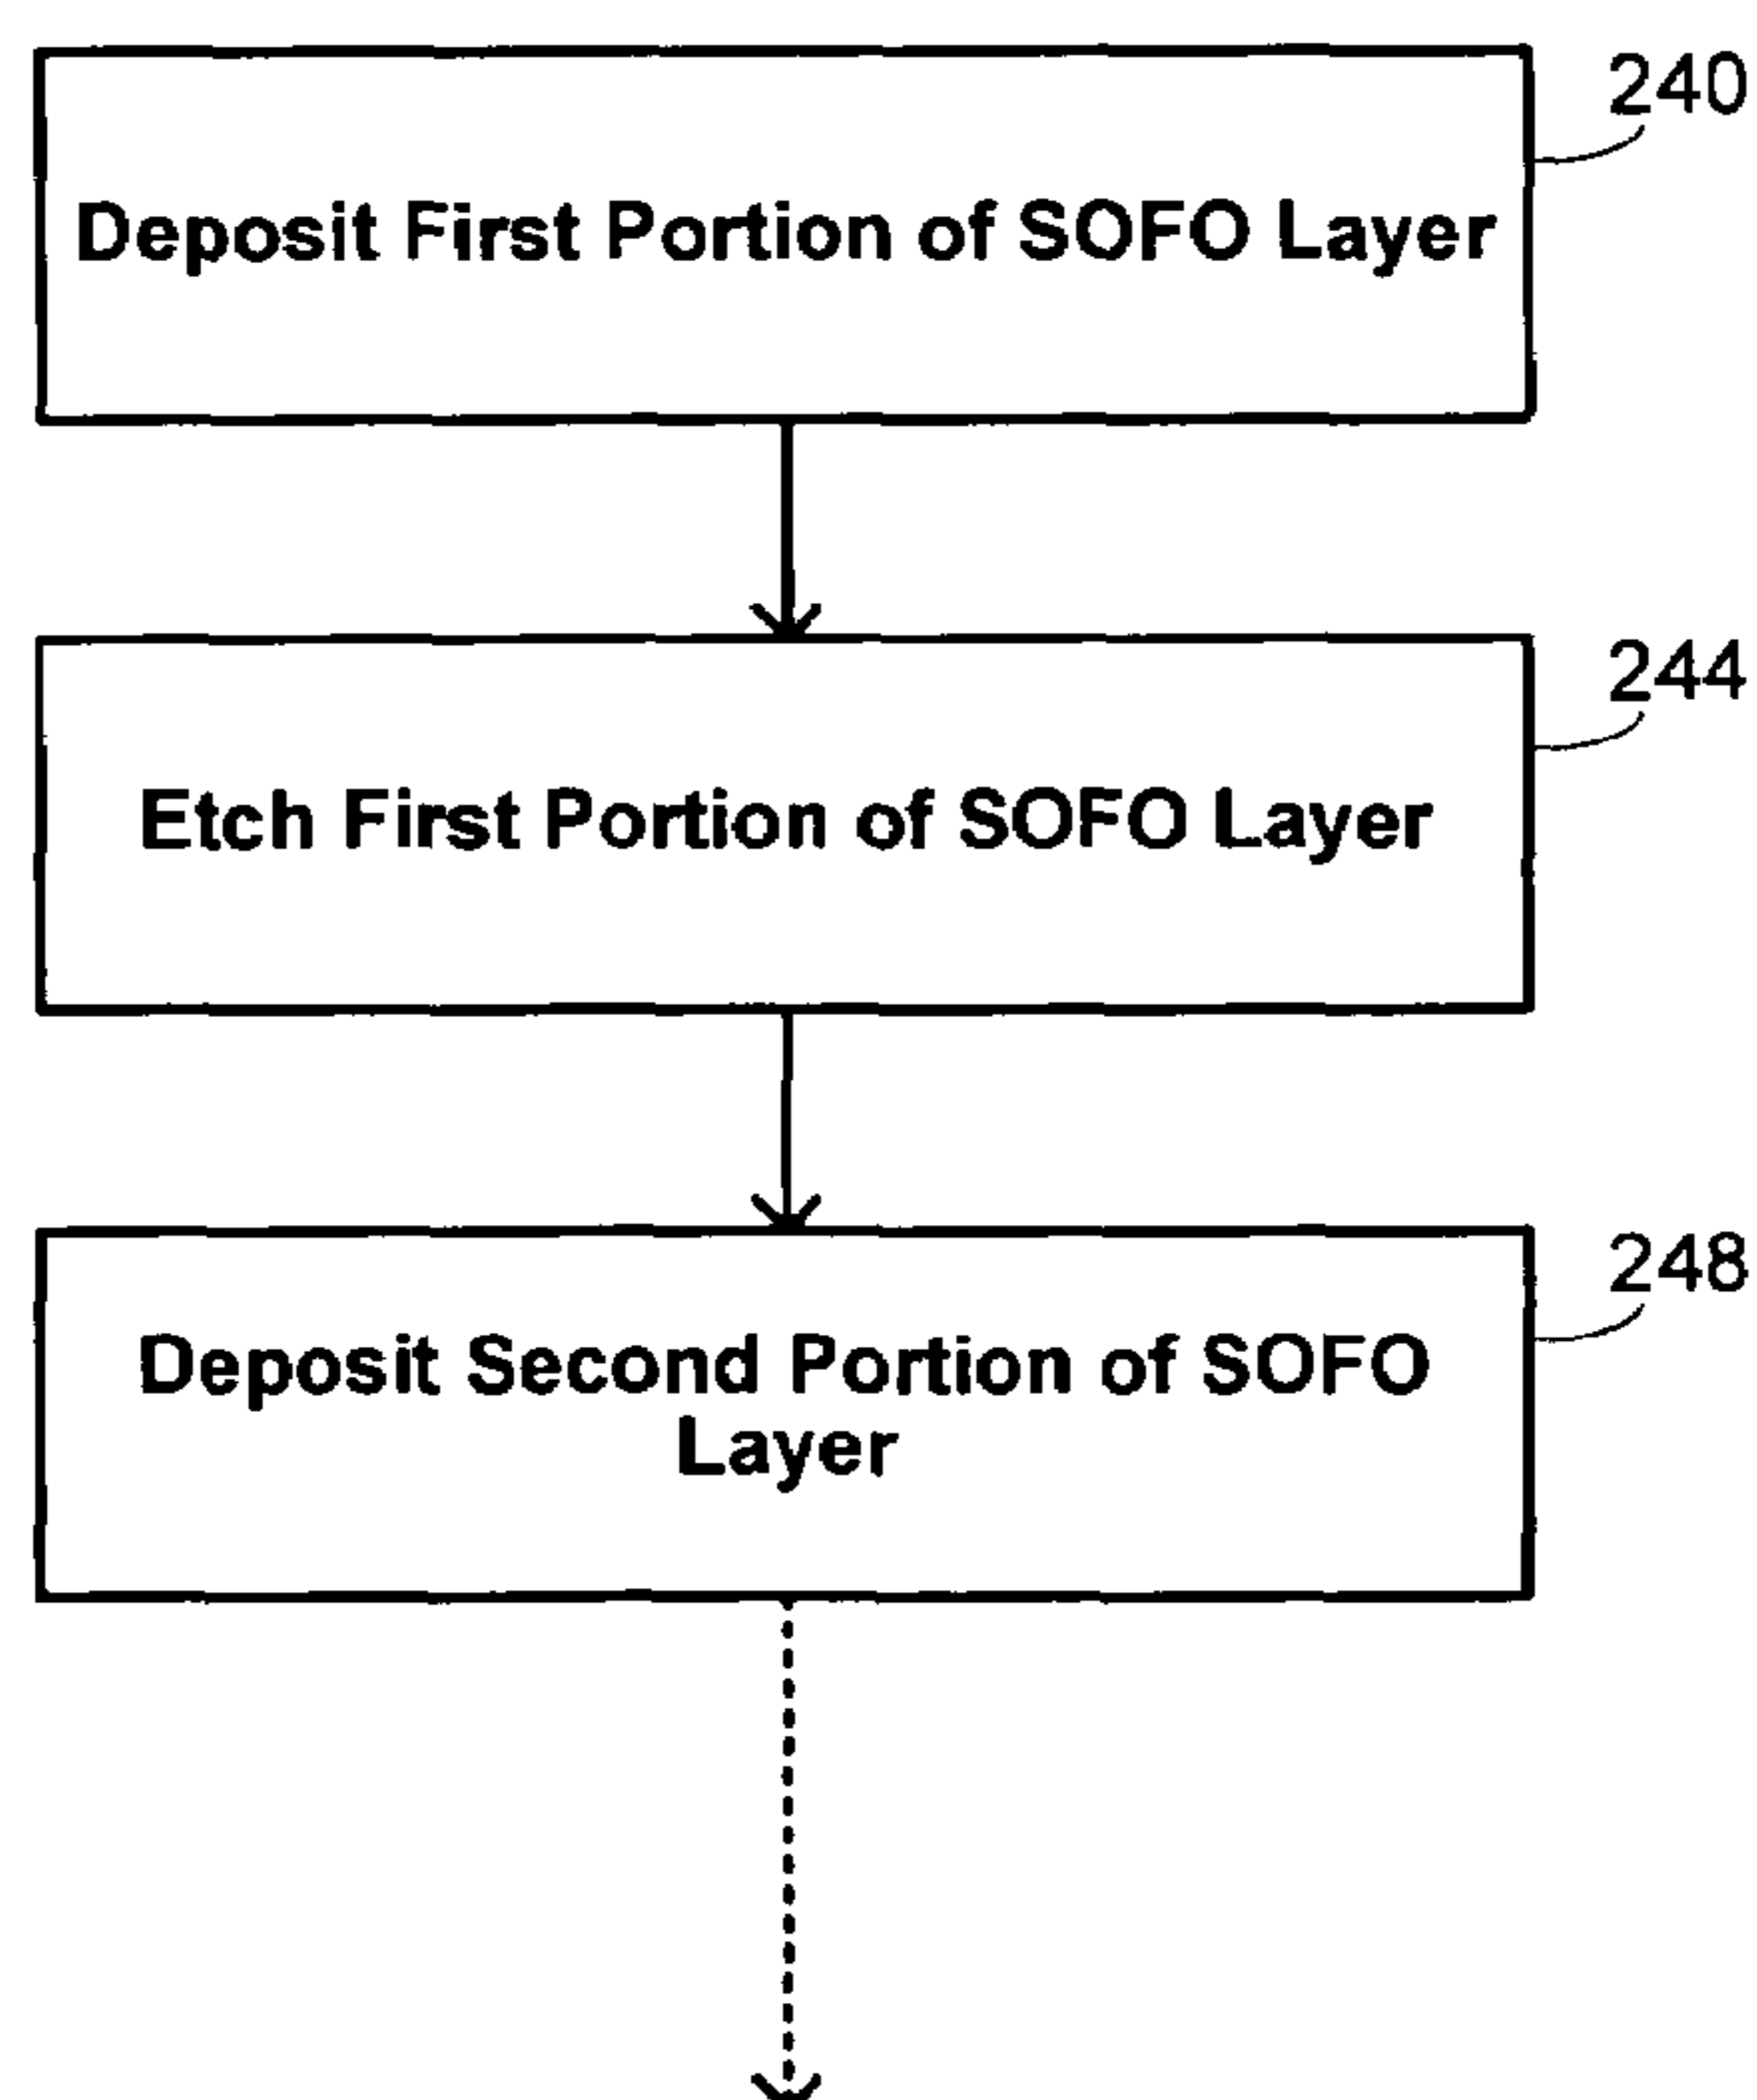 240
Deposit First Portion of SOFO Layer
244
Etch First Portion of SOFO Layer
248
Deposit Second Portion of SOFO
Layer